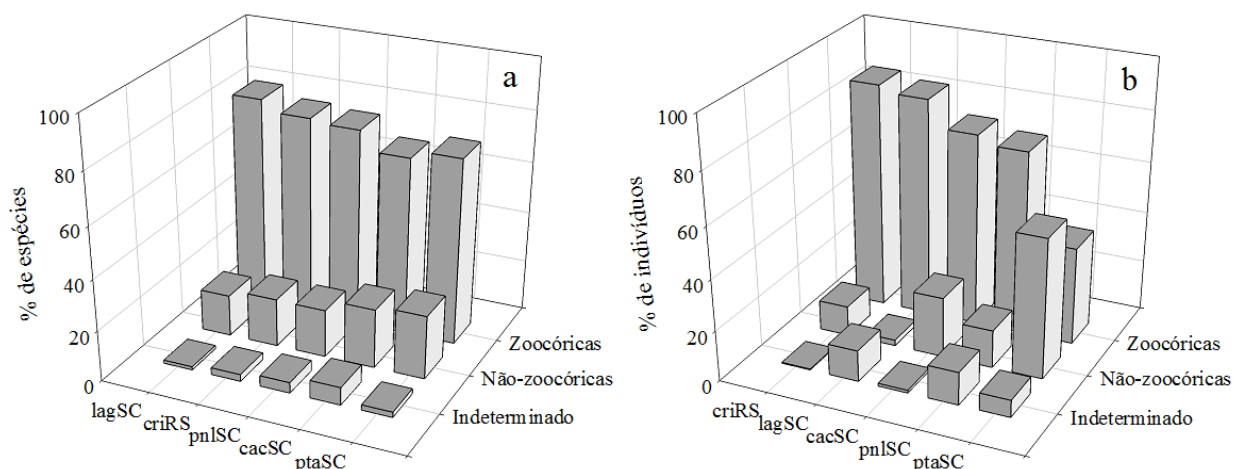 a
% de espécies
100
80
60
40
20
0
lagSC
criRS
pnlSC
cacSC
ptaSC
Zoocóricas
Não-zoocóricas
Indeterminado
b
% de indivíduos
100
80
60
40
20
0
criRS
lagSC
cacSC
pnlSC
ptaSC
Zoocóricas
Não-zoocóricas
Indeterminado